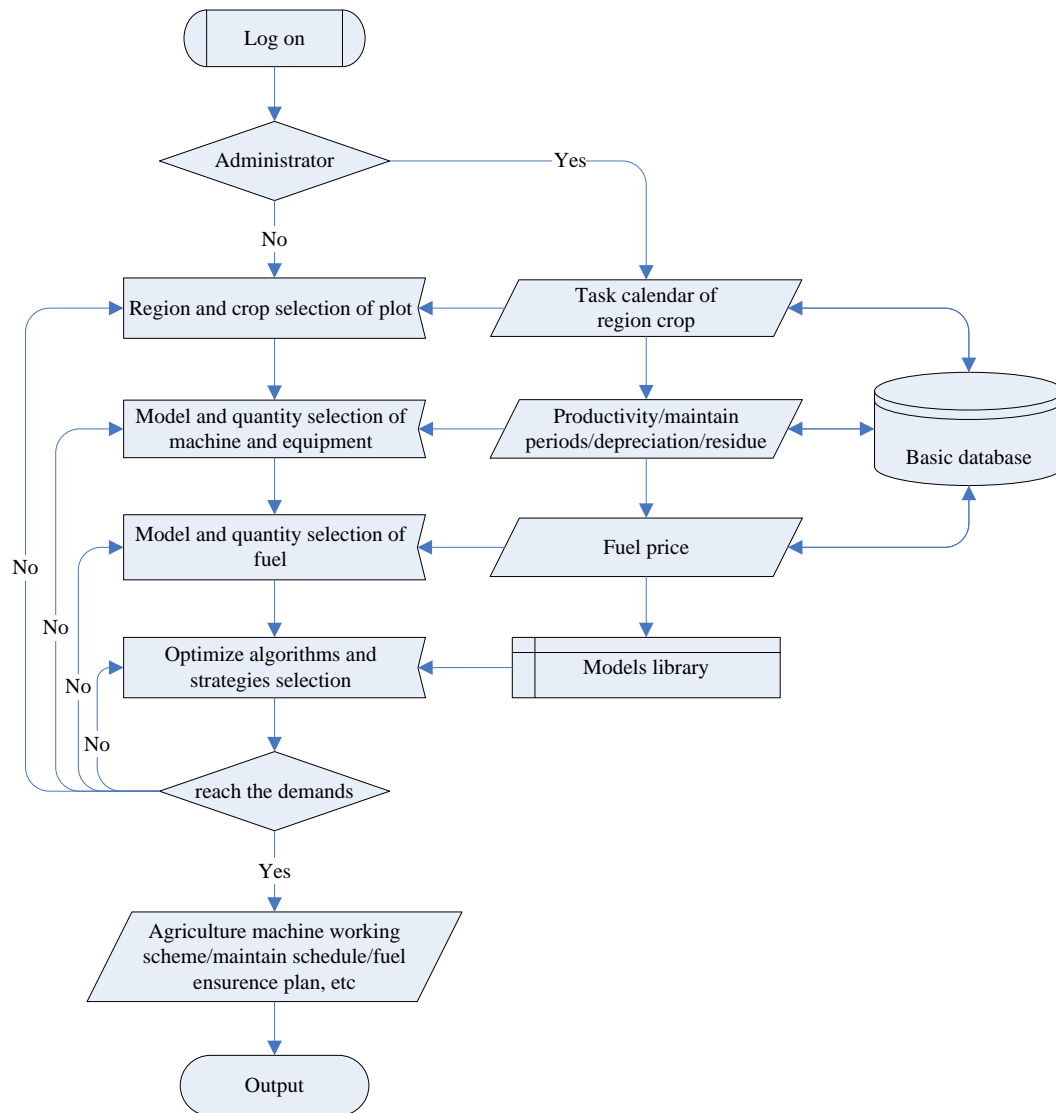 Log on
Administrator
Yes
No
Region and crop selection of plot
Task calendar of
region crop
Model and quantity selection of
machine and equipment
Productivity/maintain
periods/depreciation/residue
Basic database
Model and quantity selection of
fuel
Fuel price
No
No
No
No
Optimize algorithms and
strategies selection
Models library
reach the demands
Yes
Agriculture machine working
scheme/maintain schedule/fuel
ensurence plan, etc
Output